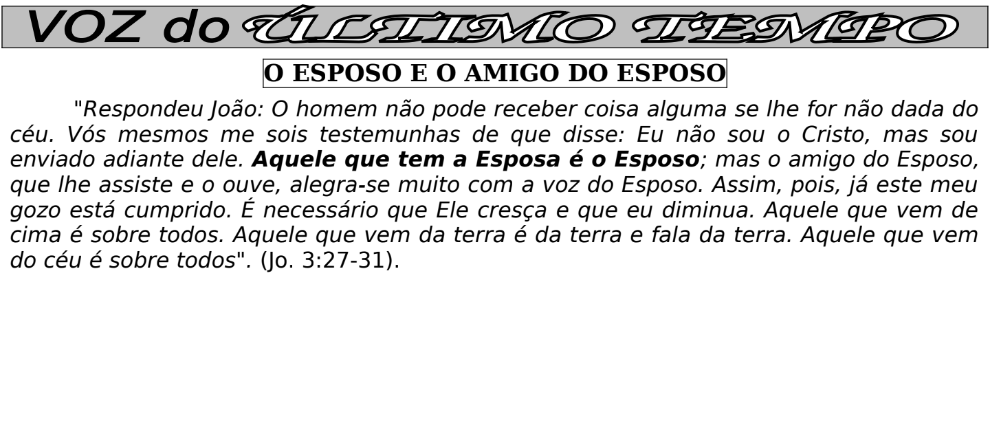 VOZ do ÚLTIMO TEMPO
O ESPOSO E O AMIGO DO ESPOSO
"Respondeu João: O homem não pode receber coisa alguma se lhe for não dada do
céu. Vós mesmos me sois testemunhas de que disse: Eu não sou o Cristo, mas sou
enviado adiante dele. Aquele que tem a Esposa é o Esposo; mas o amigo do Esposo,
que lhe assiste e o ouve, alegra-se muito com a voz do Esposo. Assim, pois, já este meu
gozo está cumprido. É necessário que Ele cresça e que eu diminua. Aquele que vem de
cima é sobre todos. Aquele que vem da terra é da terra e fala da terra. Aquele que vem
do céu é sobre todos". (Jo. 3:27-31).